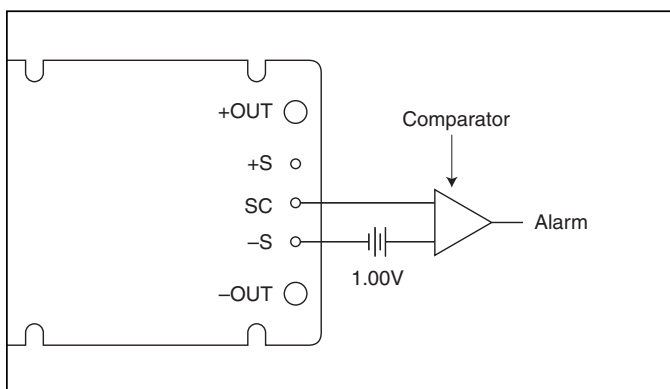 +OUT
Comparator
+S
SC
Alarm
–S
1.00V
–OUT